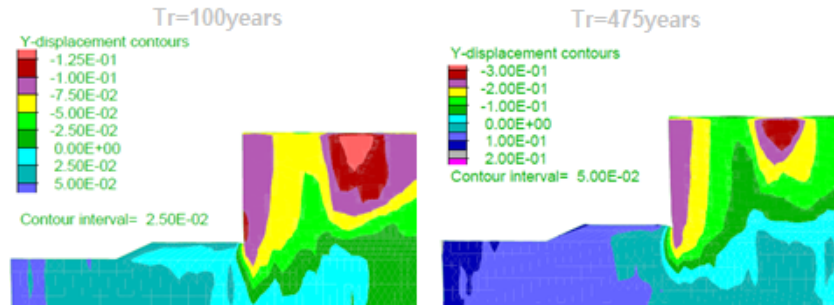 Tr=100years
Y-displacement contours
-1.25E-01
-1.00E-01
-7.50E-02
-5.00E-02
-2.50E-02
0.00E+00
2.50E-02
5.00E-02
Contour interval= 2.50E-02
Tr=475years
Y-displacement contours
-3.00E-01
-2.00E-01
-1.00E-01
0.00E+00
1.00E-01
2.00E-01
Contour interval= 5.00E-02